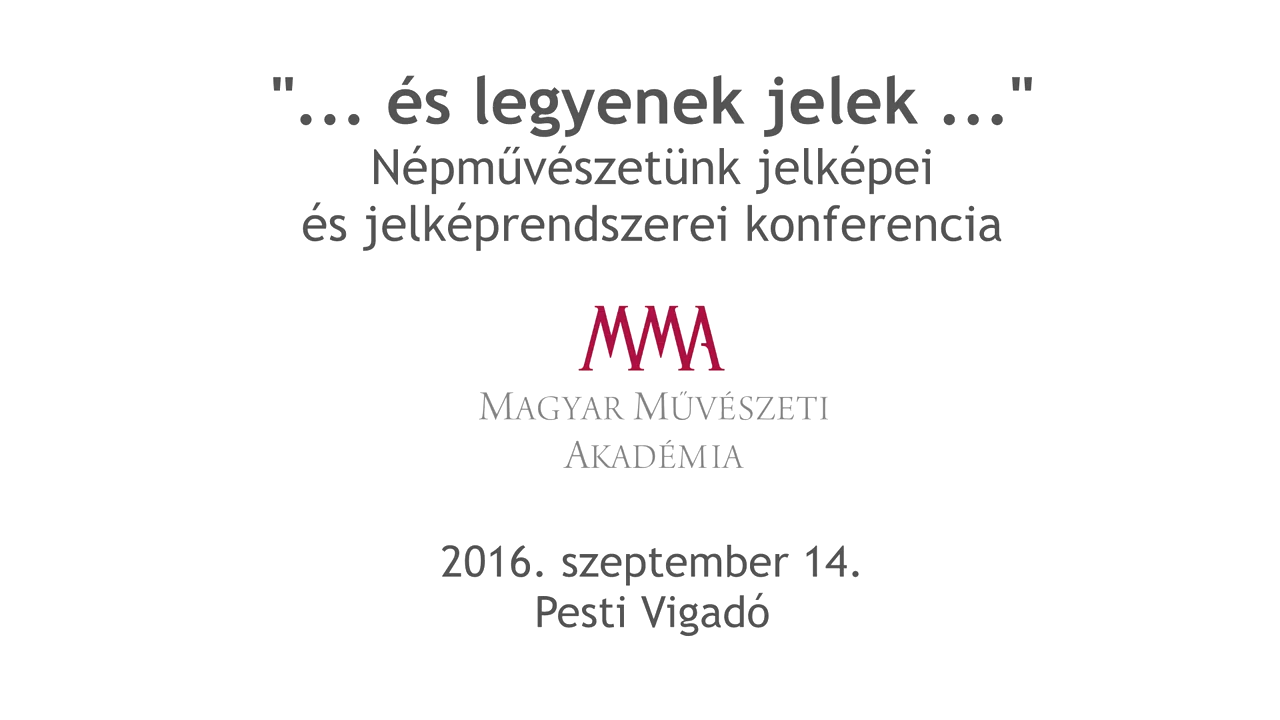 "... és legyenek jelek ..."
Népművészetünk jelképei
és jelképrendszerei konferencia
MMA
MAGYAR MŰVÉSZETI
AKADÉMIA
2016. szeptember 14.
Pesti Vigadó